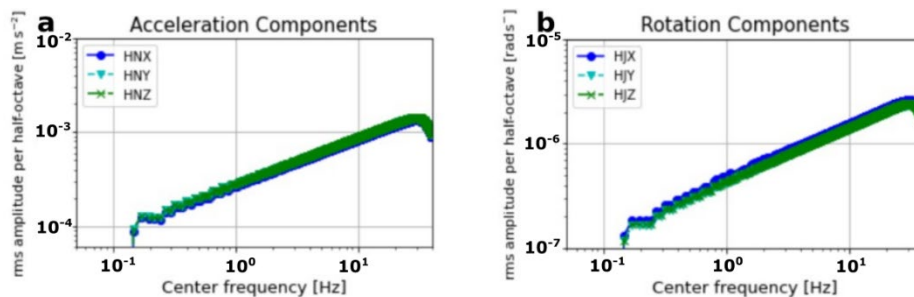 a
Acceleration Components
rms amplitude per half-octave [m s⁻²]
10⁻²
10⁻³
10⁻⁴
HNX
HNY
HNZ
10⁻¹
10⁰
10¹
Center frequency [Hz]
b
Rotation Components
rms amplitude per half-octave [rads⁻
10⁻⁵
10⁻⁶
10⁻⁷
HJX
HJY
HJZ
10⁻¹
10⁰
10¹
Center frequency [Hz]